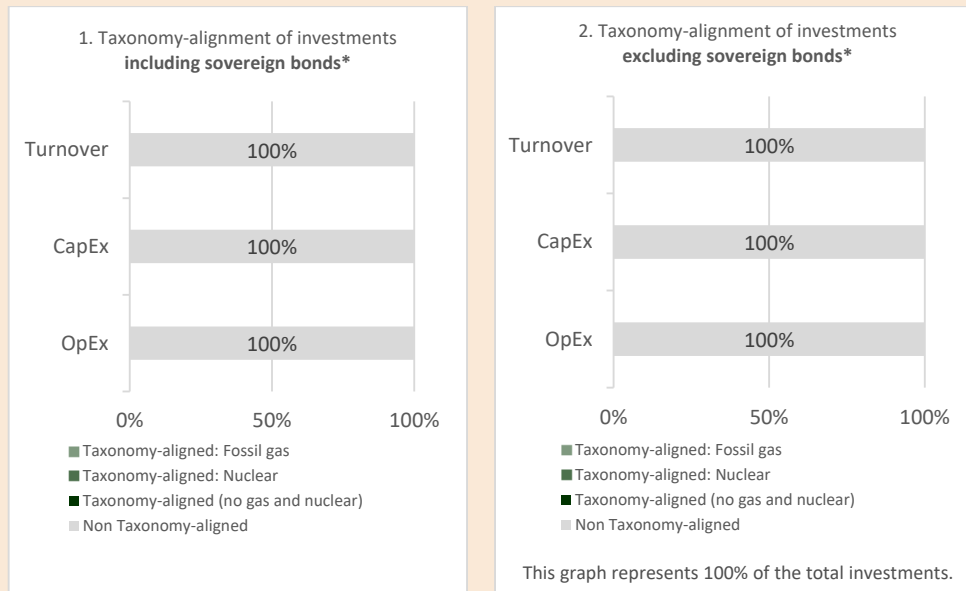 1. Taxonomy-alignment of investments
including sovereign bonds*
Turnover
100%
CapEx
100%
OpEx
100%
0%
50%
100%
Taxonomy-aligned: Fossil gas
Taxonomy-aligned: Nuclear
Taxonomy-aligned (no gas and nuclear)
Non Taxonomy-aligned
2. Taxonomy-alignment of investments
excluding sovereign bonds*
0%
50%
100%
Turnover
100%
CapEx
100%
OpEx
100%
Taxonomy-aligned: Fossil gas
Taxonomy-aligned: Nuclear
Taxonomy-aligned (no gas and nuclear)
Non Taxonomy-aligned
This graph represents 100% of the total investments.